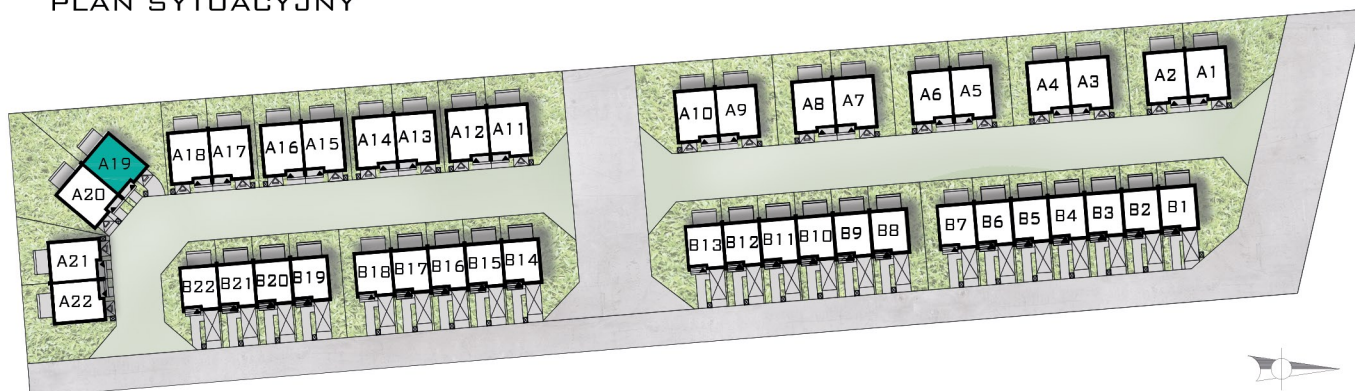 PLAN SYTUACYJNY
A10 A9 A8 A7 A6 A5 A4 A3 A2 A1
A18 A17 A16 A15 A14 A13 A12 A11
A19
A20
A21
A22
B22 B21 B20 B19 B18 B17 B16 B15 B14
B13 B12 B11 B10 B9 B8 B7 B6 B5 B4 B3 B2 B1